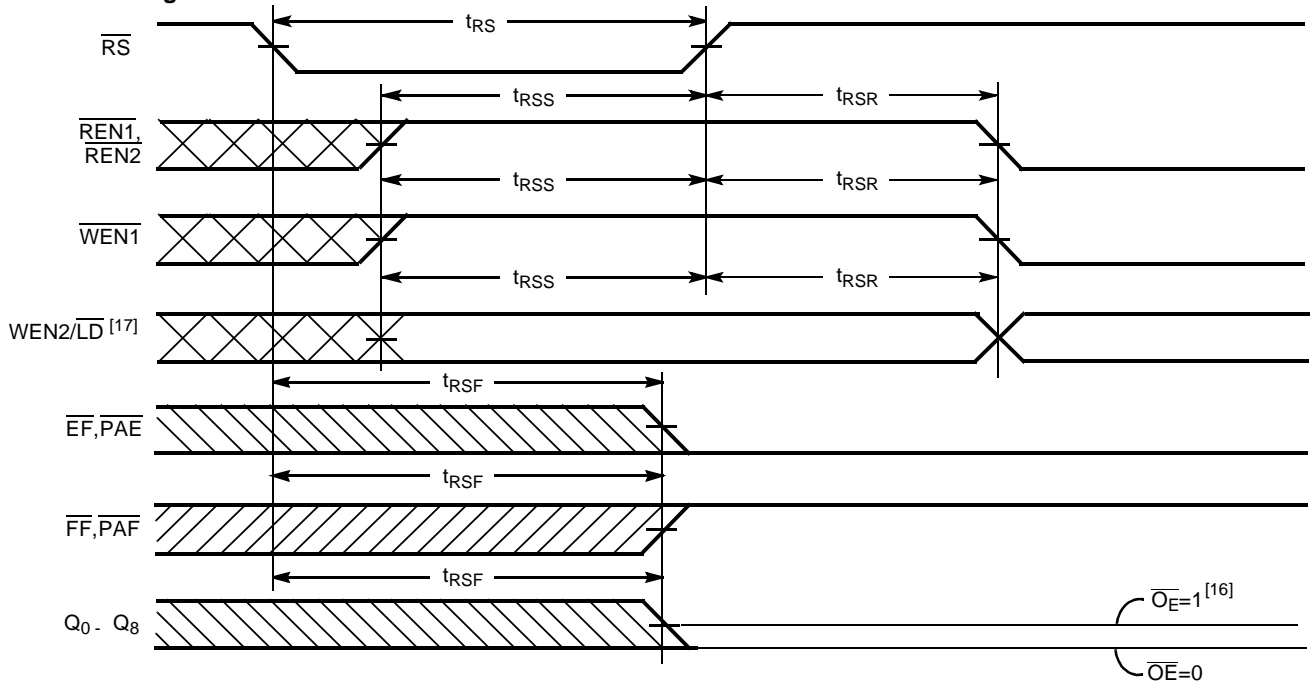 tRS
RS
tRSS tRSR
REN1,
REN2
tRSS tRSR
WEN1
tRSS tRSR
WEN2/LD [17]
tRSF
EF,PAE
tRSF
FF,PAF
tRSF
OE=1[16]
Q0 - Q8
OE=0